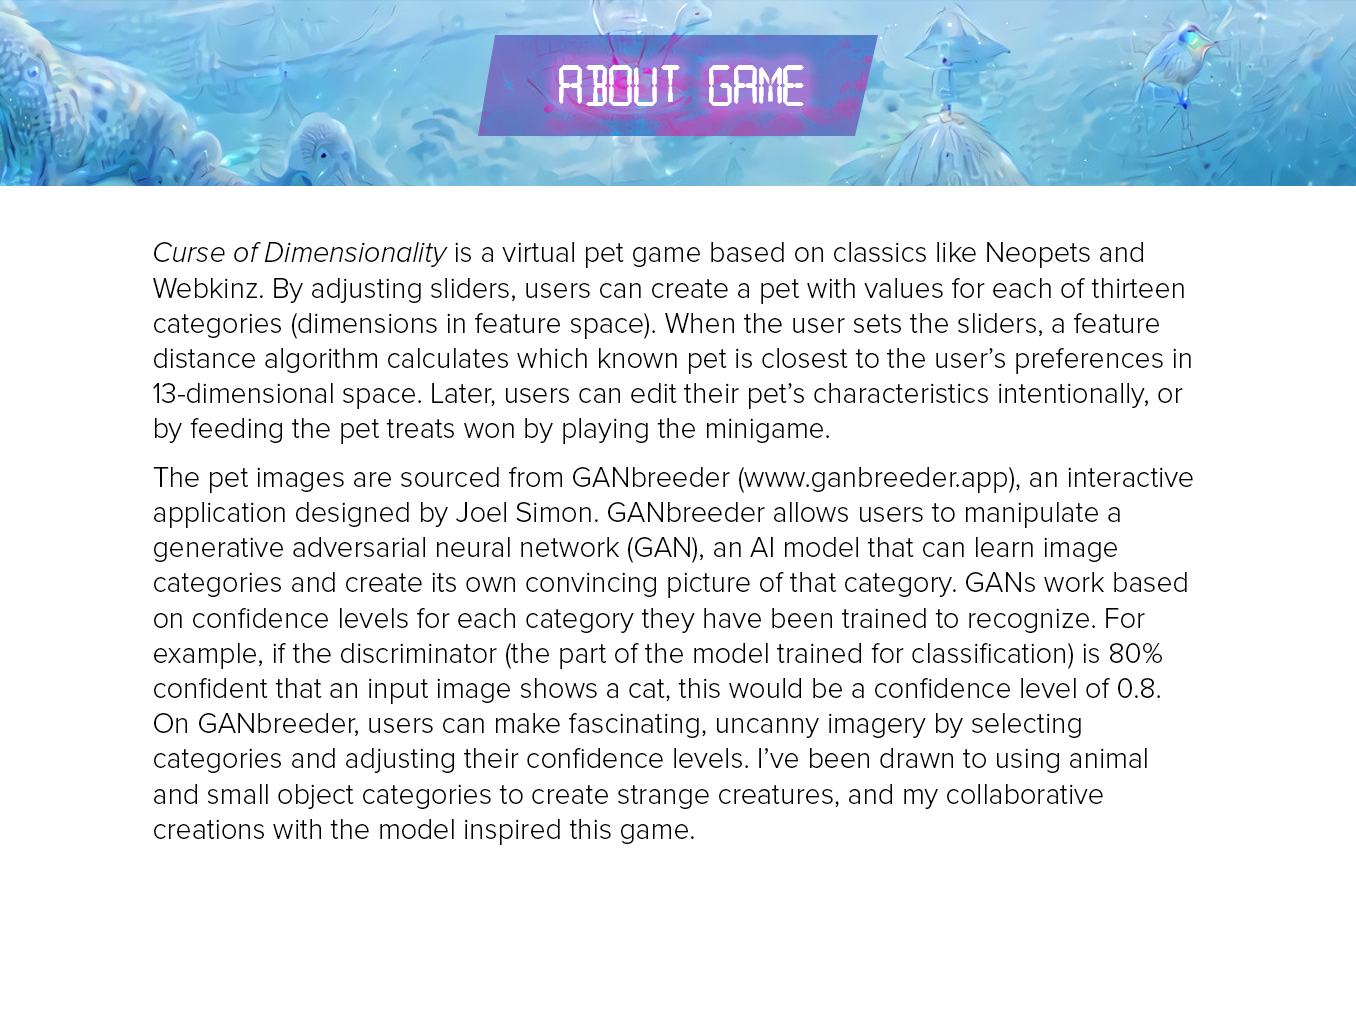 ABOUT GAME
Curse of Dimensionality is a virtual pet game based on classics like Neopets and
Webkinz. By adjusting sliders, users can create a pet with values for each of thirteen
categories (dimensions in feature space). When the user sets the sliders, a feature
distance algorithm calculates which known pet is closest to the user’s preferences in
13-dimensional space. Later, users can edit their pet’s characteristics intentionally, or
by feeding the pet treats won by playing the minigame.
The pet images are sourced from GANbreeder (www.ganbreeder.app), an interactive
application designed by Joel Simon. GANbreeder allows users to manipulate a
generative adversarial neural network (GAN), an AI model that can learn image
categories and create its own convincing picture of that category. GANs work based
on confidence levels for each category they have been trained to recognize. For
example, if the discriminator (the part of the model trained for classification) is 80%
confident that an input image shows a cat, this would be a confidence level of 0.8.
On GANbreeder, users can make fascinating, uncanny imagery by selecting
categories and adjusting their confidence levels. I’ve been drawn to using animal
and small object categories to create strange creatures, and my collaborative
creations with the model inspired this game.